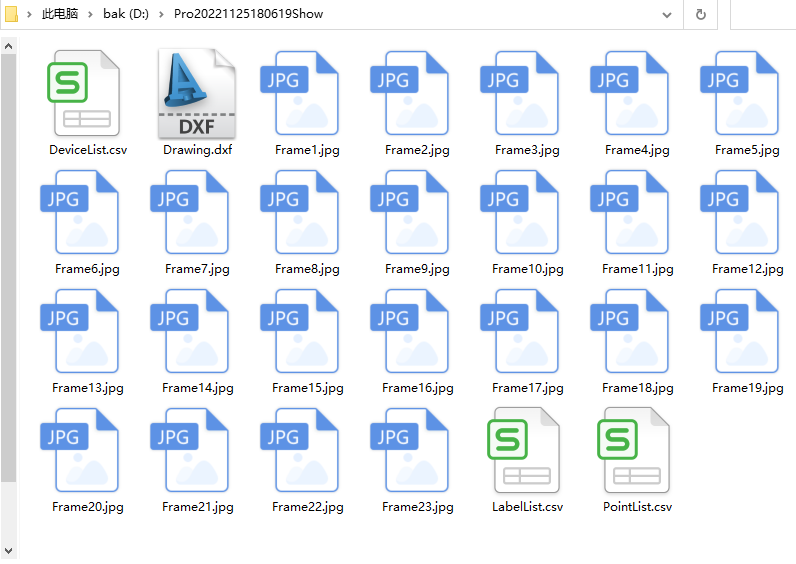 此电脑 > bak (D:) > Pro20221125180619Show
S DXF JPG JPG JPG JPG JPG
DeviceList.csv Drawing.dxf Frame1.jpg Frame2.jpg Frame3.jpg Frame4.jpg Frame5.jpg
JPG JPG JPG JPG JPG JPG JPG
Frame6.jpg Frame7.jpg Frame8.jpg Frame9.jpg Frame10.jpg Frame11.jpg Frame12.jpg
JPG JPG JPG JPG JPG JPG JPG
Frame13.jpg Frame14.jpg Frame15.jpg Frame16.jpg Frame17.jpg Frame18.jpg Frame19.jpg
JPG JPG JPG JPG S S
Frame20.jpg Frame21.jpg Frame22.jpg Frame23.jpg LabelList.csv PointList.csv